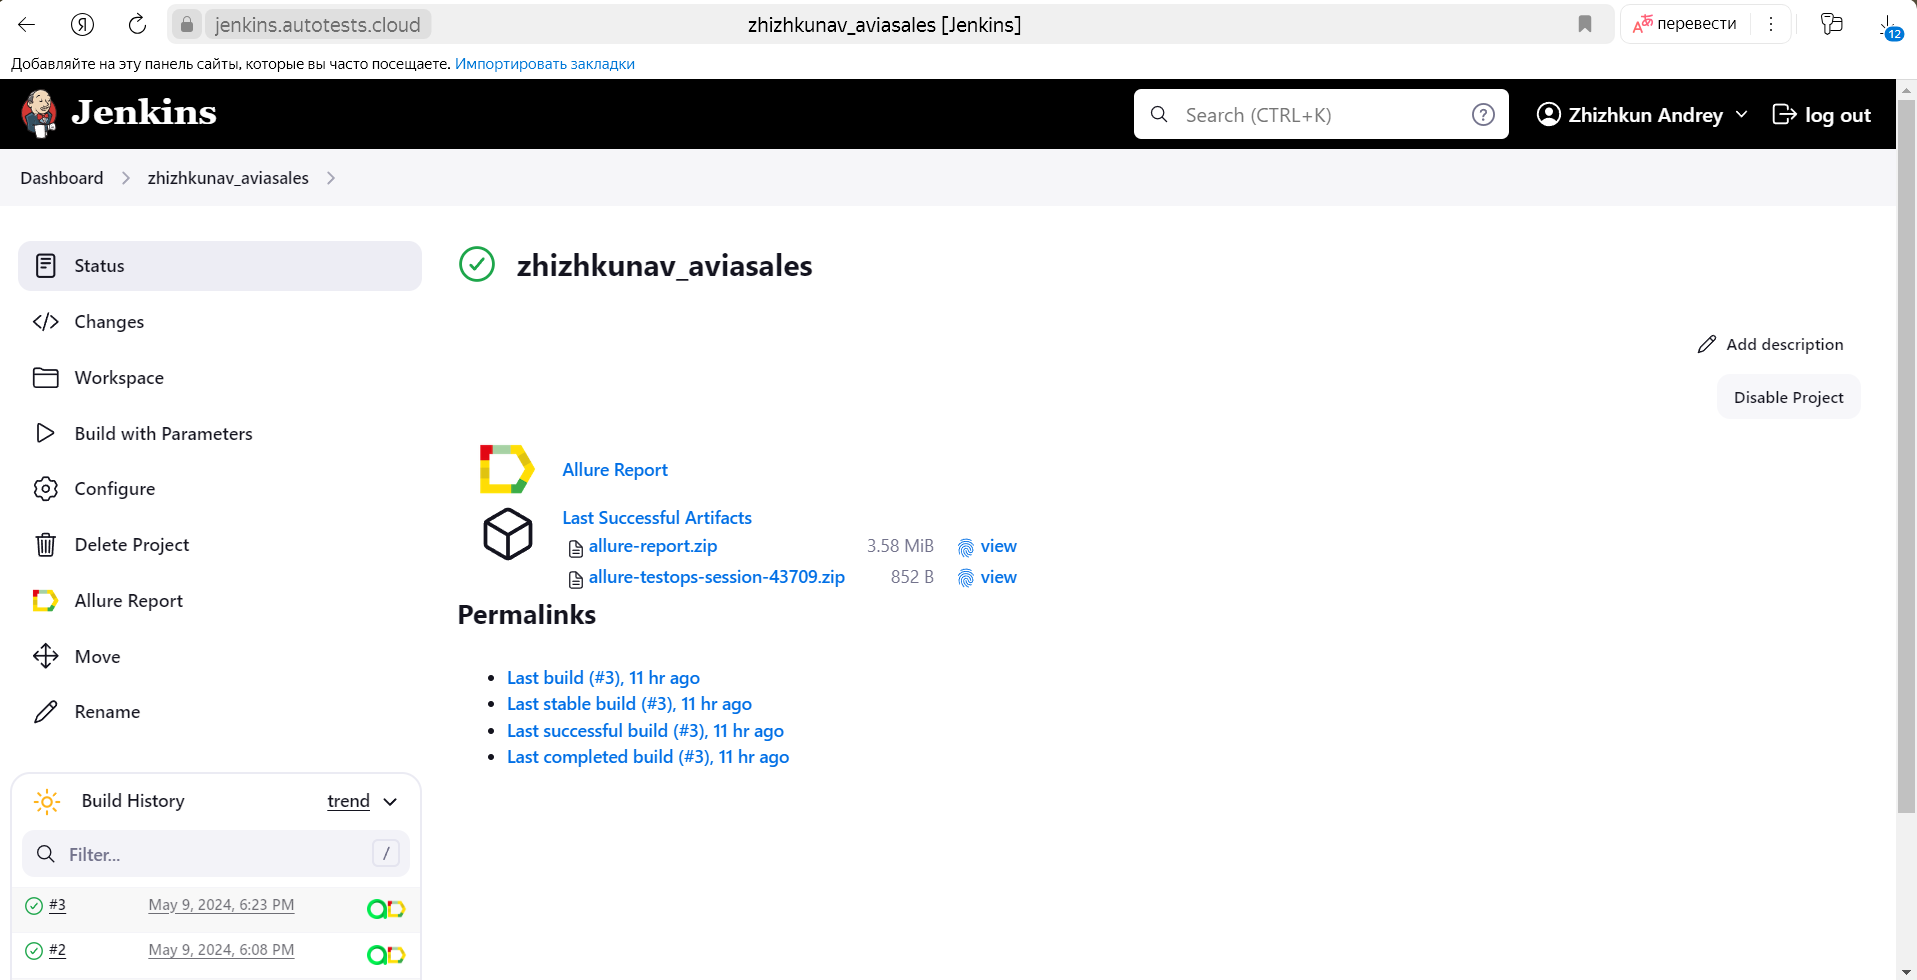 jenkins.autotests.cloud
zhizhkunav_aviasales [Jenkins]
перевести
12
Добавляйте на эту панель сайты, которые вы часто посещаете. Импортировать закладки
Jenkins
Search (CTRL+K)
Zhizhkun Andrey
log out
Dashboard
zhizhkunav_aviasales
Status
Changes
Workspace
Build with Parameters
Configure
Delete Project
Allure Report
Move
Rename
Build History
trend
Filter...
/
#3 May 9, 2024, 6:23 PM
#2 May 9, 2024, 6:08 PM
zhizhkunav_aviasales
Add description
Disable Project
Allure Report
Last Successful Artifacts
allure-report.zip 3.58 MiB view
allure-testops-session-43709.zip 852 B view
Permalinks
Last build (#3), 11 hr ago
Last stable build (#3), 11 hr ago
Last successful build (#3), 11 hr ago
Last completed build (#3), 11 hr ago